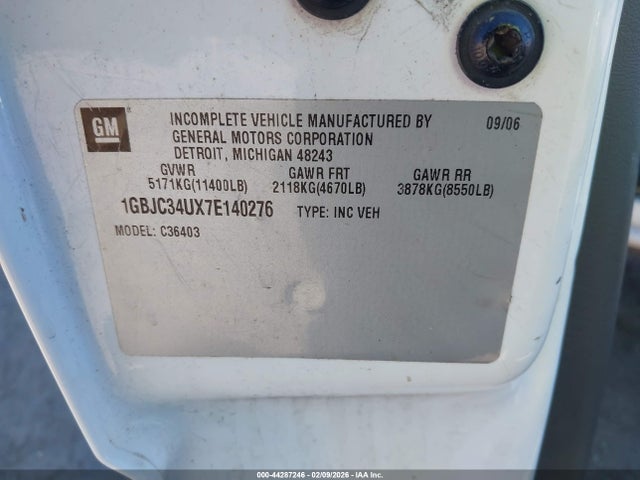 GM
INCOMPLETE VEHICLE MANUFACTURED BY 09/06
GENERAL MOTORS CORPORATION
DETROIT, MICHIGAN 48243
GVWR GAWR FRT GAWR RR
5171KG(11400LB) 2118KG(4670LB) 3878KG(8550LB)
1GBJC34UX7E140276 TYPE: INC VEH
MODEL: C36403
000-44287246 - 02/09/2026 - IAAI, Inc.